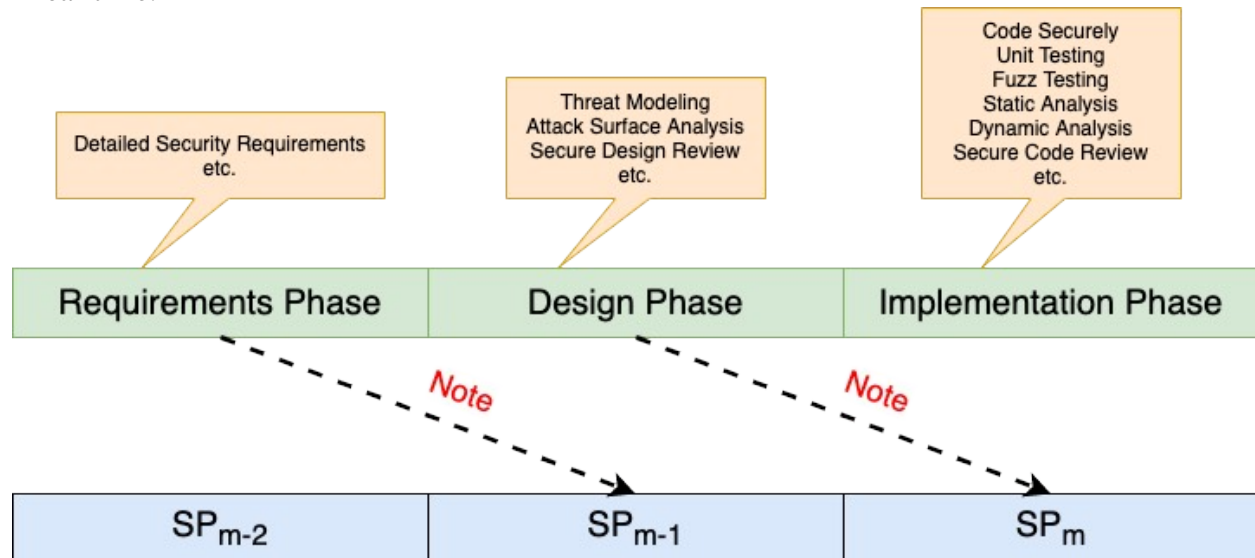 Detailed Security Requirements
etc.
Threat Modeling
Attack Surface Analysis
Secure Design Review
etc.
Code Securely
Unit Testing
Fuzz Testing
Static Analysis
Dynamic Analysis
Secure Code Review
etc.
Requirements Phase
Design Phase
Implementation Phase
Note
Note
SPm-2
SPm-1
SPm